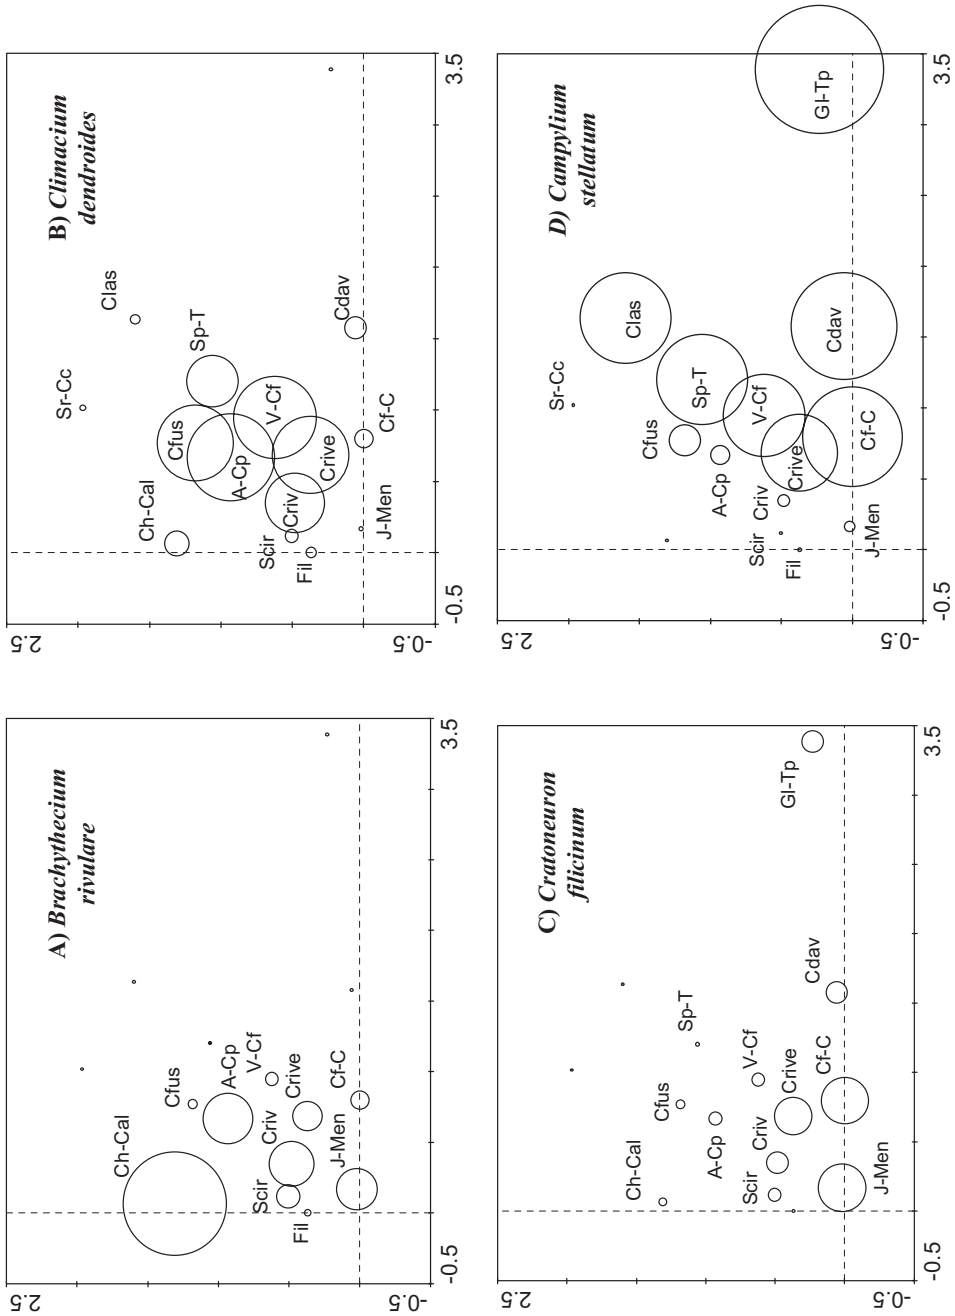 A) Brachythecium
rivulare
2.5
-0.5
3.5
-0.5
Ch-Cal
Cfus
A-Cp
V-Cf
Criv
Crive
Scir
Fil
J-Men
Cf-C
B) Climacium
dendroides
2.5
-0.5
3.5
-0.5
Sr-Cc
Clas
Ch-Cal
Cfus
Sp-T
A-Cp
V-Cf
Criv
Crive
Scir
Fil
J-Men
Cf-C
Cdav
C) Cratoneuron
filicinum
2.5
-0.5
3.5
-0.5
Ch-Cal
Cfus
Sp-T
A-Cp
V-Cf
Scir
Criv
Crive
Cf-C
J-Men
Cdav
Gl-Tp
D) Campylium
stellatum
2.5
-0.5
3.5
-0.5
Sr-Cc
Clas
Cfus
Sp-T
A-Cp
V-Cf
Criv
Crive
Scir
Fil
J-Men
Cf-C
Cdav
Gl-Tp